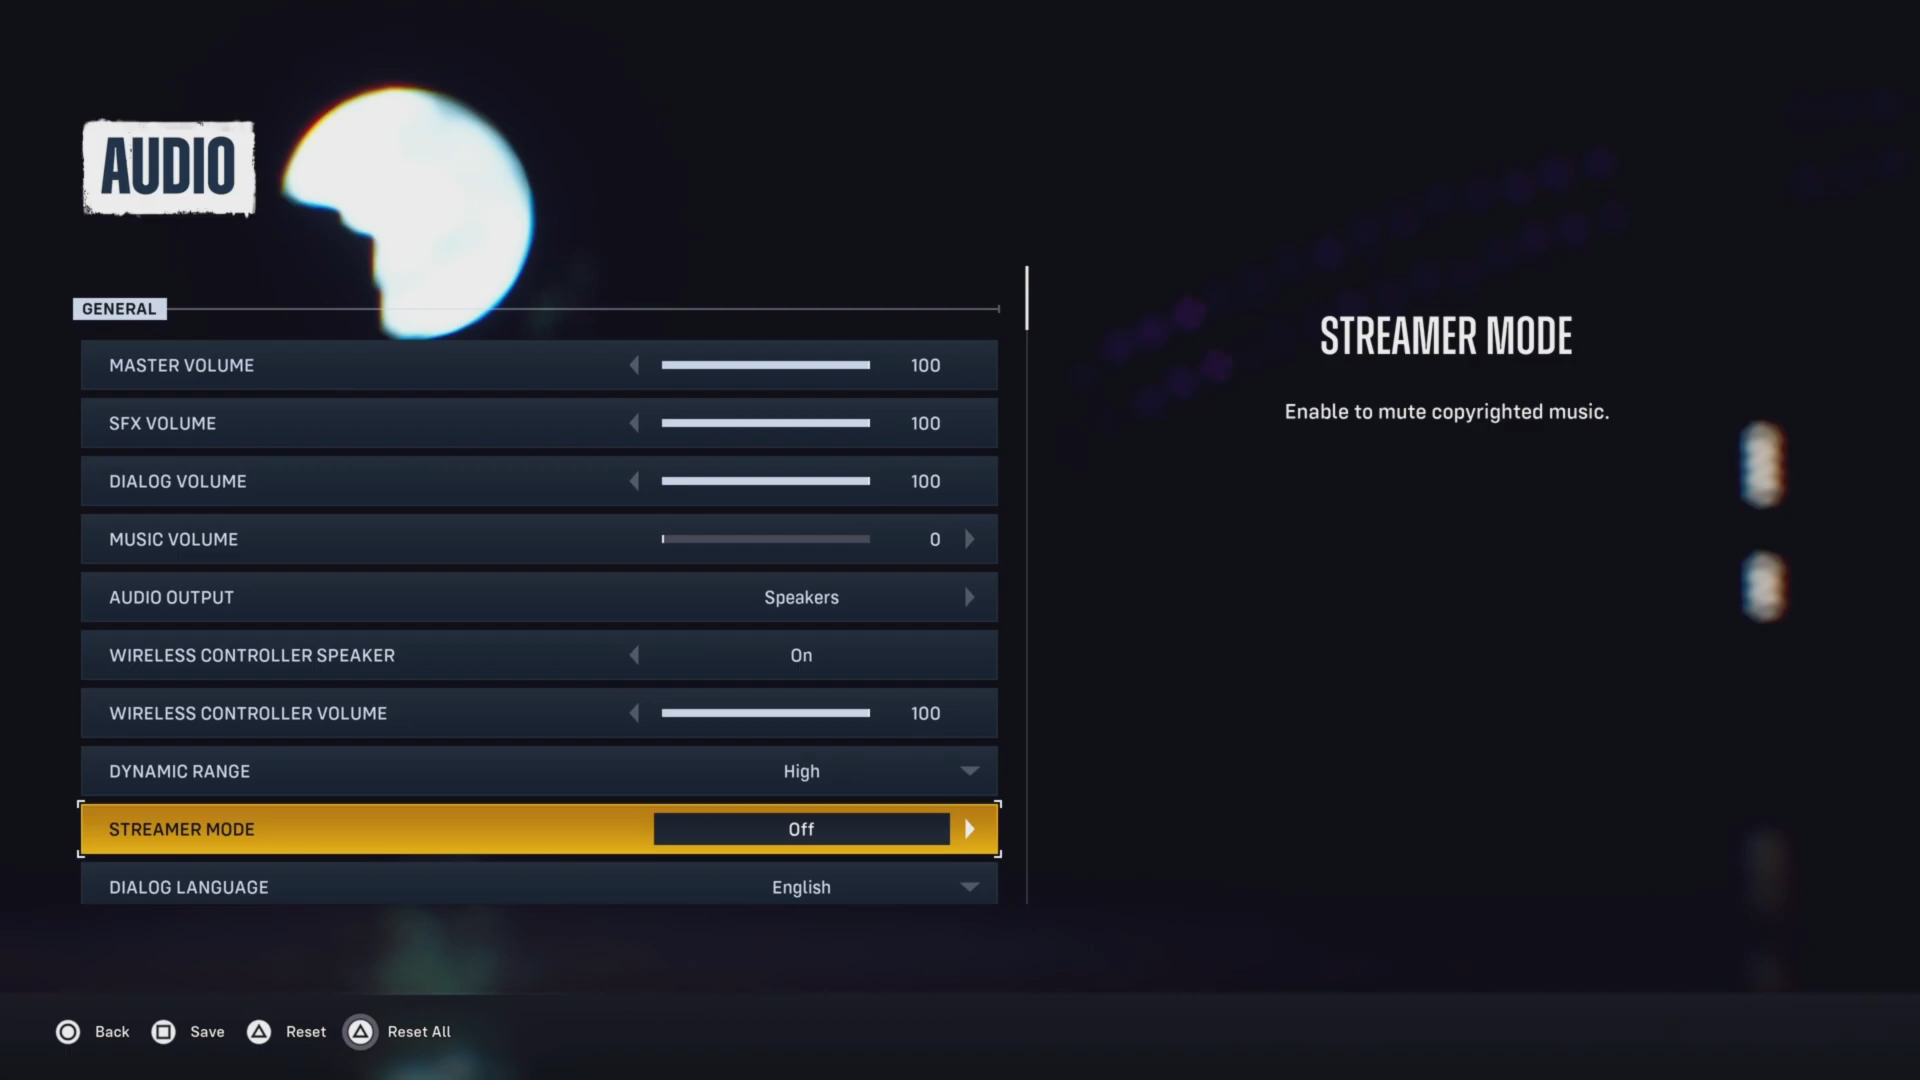 AUDIO
GENERAL
MASTER VOLUME 100
SFX VOLUME 100
DIALOG VOLUME 100
MUSIC VOLUME 0
AUDIO OUTPUT Speakers
WIRELESS CONTROLLER SPEAKER On
WIRELESS CONTROLLER VOLUME 100
DYNAMIC RANGE High
STREAMER MODE Off
DIALOG LANGUAGE English
STREAMER MODE
Enable to mute copyrighted music.
Back Save Reset Reset All